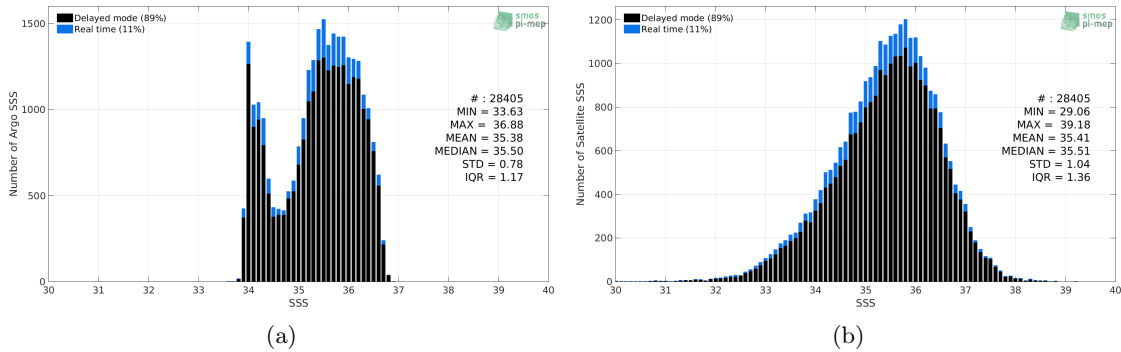 Delayed mode (89%)
Real time (11%)
smos
pi-mep
Number of Argo SSS
1500
1000
500
0
# : 28405
MIN = 33.63
MAX = 36.88
MEAN = 35.38
MEDIAN = 35.50
STD = 0.78
IQR = 1.17
30 31 32 33 34 35 36 37 38 39 40
SSS
(a)
Delayed mode (89%)
Real time (11%)
smos
pi-mep
Number of Satellite SSS
1200
1000
800
600
400
200
0
# : 28405
MIN = 29.06
MAX = 39.18
MEAN = 35.41
MEDIAN = 35.51
STD = 1.04
IQR = 1.36
30 31 32 33 34 35 36 37 38 39 40
SSS
(b)